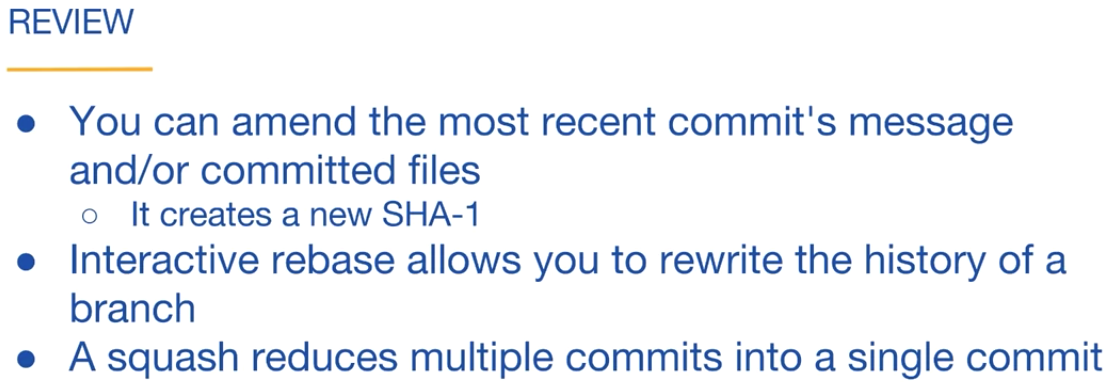 REVIEW
● You can amend the most recent commit's message
and/or committed files
○ It creates a new SHA-1
● Interactive rebase allows you to rewrite the history of a
branch
● A squash reduces multiple commits into a single commit